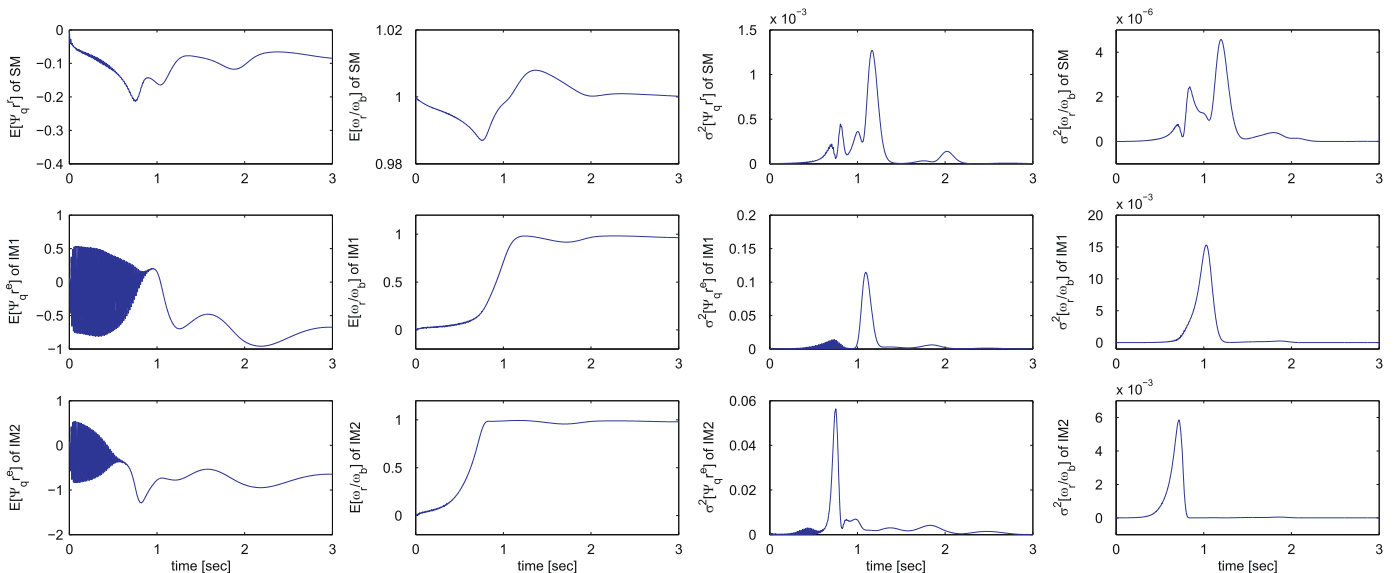 x 10⁻³
x 10⁻⁶
E[Ψ_q r^r] of SM
0
−0.1
−0.2
−0.3
−0.4
0 1 2 3
E[ω_r/ω_b] of SM
1.02
1
0.98
0 1 2 3
σ²[Ψ_q r^r] of SM
1.5
1
0.5
0
0 1 2 3
σ²[ω_r/ω_b] of SM
4
2
0
0 1 2 3
E[Ψ_q r^e] of IM1
1
0.5
0
−0.5
−1
0 1 2 3
E[ω_r/ω_b] of IM1
1
0.5
0
0 1 2 3
σ²[Ψ_q r^e] of IM1
0.2
0.15
0.1
0.05
0
0 1 2 3
x 10⁻³
σ²[ω_r/ω_b] of IM1
20
15
10
5
0
0 1 2 3
E[Ψ_q r^e] of IM2
1
0
−1
−2
0 1 2 3
time [sec]
E[ω_r/ω_b] of IM2
1
0.5
0
0 1 2 3
time [sec]
σ²[Ψ_q r^e] of IM2
0.06
0.04
0.02
0
0 1 2 3
time [sec]
x 10⁻³
σ²[ω_r/ω_b] of IM2
6
4
2
0
0 1 2 3
time [sec]